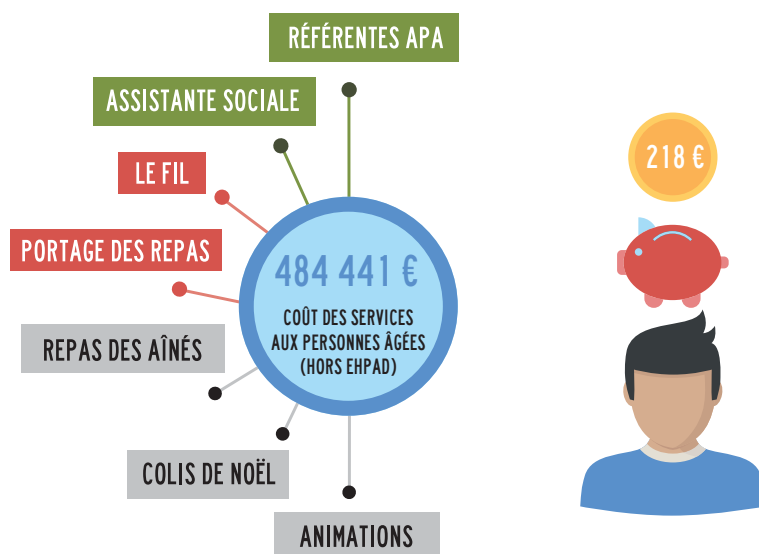 RÉFÉRENTES APA
ASSISTANTE SOCIALE
LE FIL
PORTAGE DES REPAS
REPAS DES AÎNÉS
COLIS DE NOËL
ANIMATIONS
484 441 €
COÛT DES SERVICES
AUX PERSONNES ÂGÉES
(HORS EHPAD)
218 €